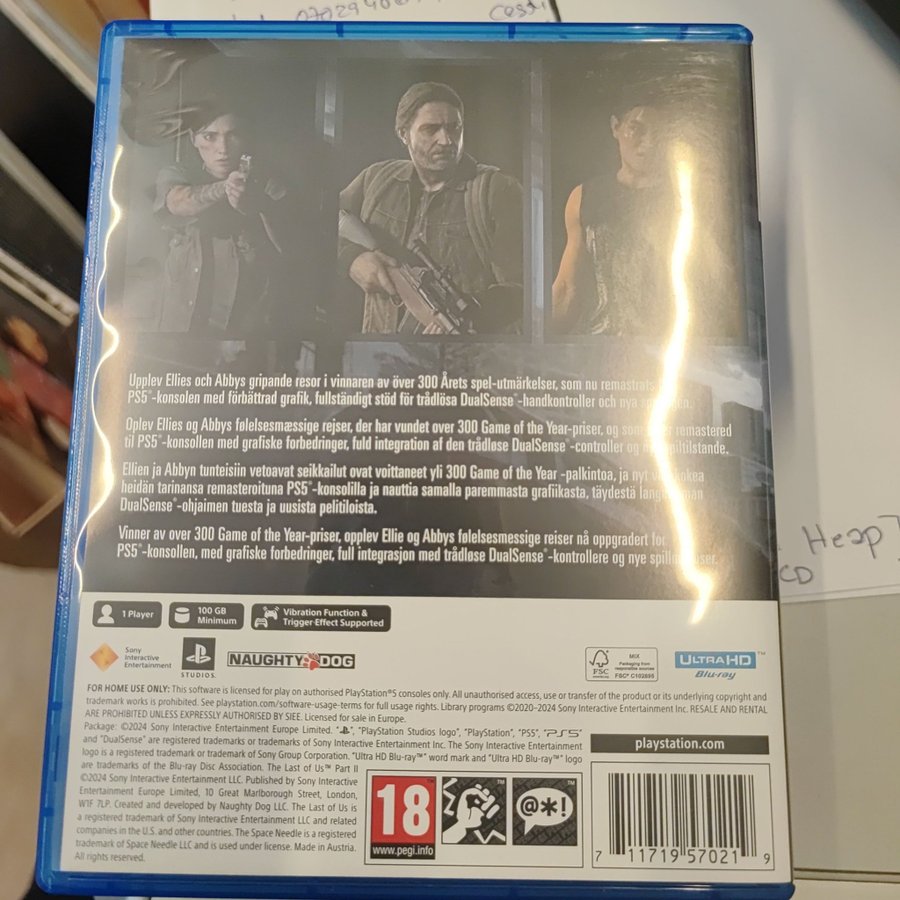 Cess
Upplev Ellies och Abbys gripande resor i vinnaren av över 300 Årets spel-utmärkelser, som nu remastrats
PS5®-konsolen med förbättrad grafik, fullständigt stöd för trådlösa DualSense®-handkontroller och nya
Oplev Ellies og Abbys følelsesmæssige rejser, der har vundet over 300 Game of the Year-priser, og som remastered
til PS5®-konsollen med grafiske forbedringer, fuld integration af den trådløse DualSense®-controller og
Ellien ja Abbyn tunteisiin vetoavat seikkailut ovat voittaneet yli 300 Game of the Year -palkintoa, ja nyt
heidän tarinansa remasteroituna PS5®-konsolilla ja nauttia samalla paremmasta grafiikasta, täydestä
DualSense®-ohjaimen tuesta ja uusista pelitiloista.
Vinner av over 300 Game of the Year-priser, opplev Ellie og Abbys følelsesmessige reiser nå oppgradert for
PS5®-konsollen, med grafiske forbedringer, full integrasjon med trådløse DualSense®-kontrollere og nye
1 Player
100 GB
Minimum
Vibration Function &
Trigger Effect Supported
Sony
Interactive
Entertainment
STUDIOS
NAUGHTY DOG
FSC
MIX
Packaging from
responsible sources
FSC® C102895
ULTRA HD™
Blu-ray
FOR HOME USE ONLY: This software is licensed for play on authorised PlayStation®5 consoles only. All unauthorised access, use or transfer of the product or its underlying copyright and
trademark works is prohibited. See playstation.com/software-usage-terms for full usage rights. Library programs ©2020–2024 Sony Interactive Entertainment Inc. RESALE AND RENTAL
ARE PROHIBITED UNLESS EXPRESSLY AUTHORISED BY SIEE. Licensed for sale in Europe.
Package: ©2024 Sony Interactive Entertainment Europe Limited. "", "PlayStation Studios logo", "PlayStation", "PS5", "PS5"
and "DualSense" are registered trademarks or trademarks of Sony Interactive Entertainment Inc. The Sony Interactive Entertainment
logo is a registered trademark or trademark of Sony Group Corporation. "Ultra HD Blu-ray™" word mark and "Ultra HD Blu-ray™" logo
are trademarks of the Blu-ray Disc Association. The Last of Us™ Part II
©2024 Sony Interactive Entertainment LLC. Published by Sony Interactive
Entertainment Europe Limited, 10 Great Marlborough Street, London,
W1F 7LP. Created and developed by Naughty Dog LLC. The Last of Us is
a registered trademark of Sony Interactive Entertainment LLC and related
companies in the U.S. and other countries. The Space Needle is a registered
trademark of Space Needle LLC and is used under license. Made in Austria.
All rights reserved.
playstation.com
18
www.pegi.info
@*!
7 11719 57021 9
Heap
CD